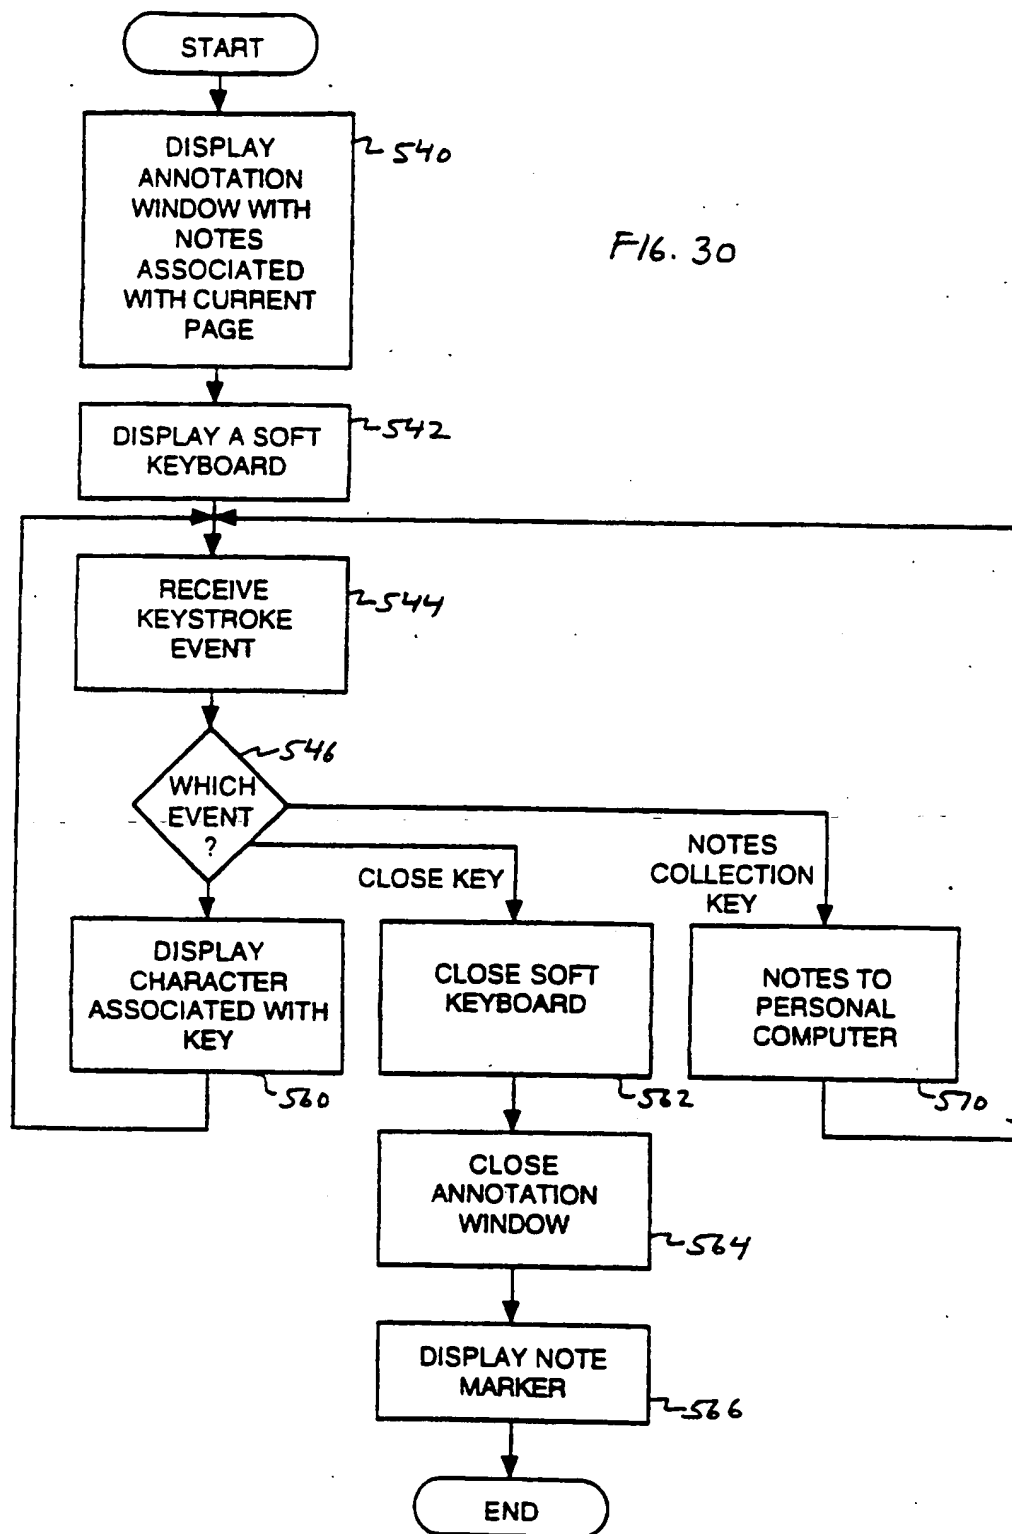 START
DISPLAY
ANNOTATION
WINDOW WITH
NOTES
ASSOCIATED
WITH CURRENT
PAGE
540
FIG. 30
DISPLAY A SOFT
KEYBOARD
542
RECEIVE
KEYSTROKE
EVENT
544
WHICH
EVENT
?
546
CLOSE KEY
NOTES
COLLECTION
KEY
DISPLAY
CHARACTER
ASSOCIATED WITH
KEY
560
CLOSE SOFT
KEYBOARD
562
NOTES TO
PERSONAL
COMPUTER
570
CLOSE
ANNOTATION
WINDOW
564
DISPLAY NOTE
MARKER
566
END